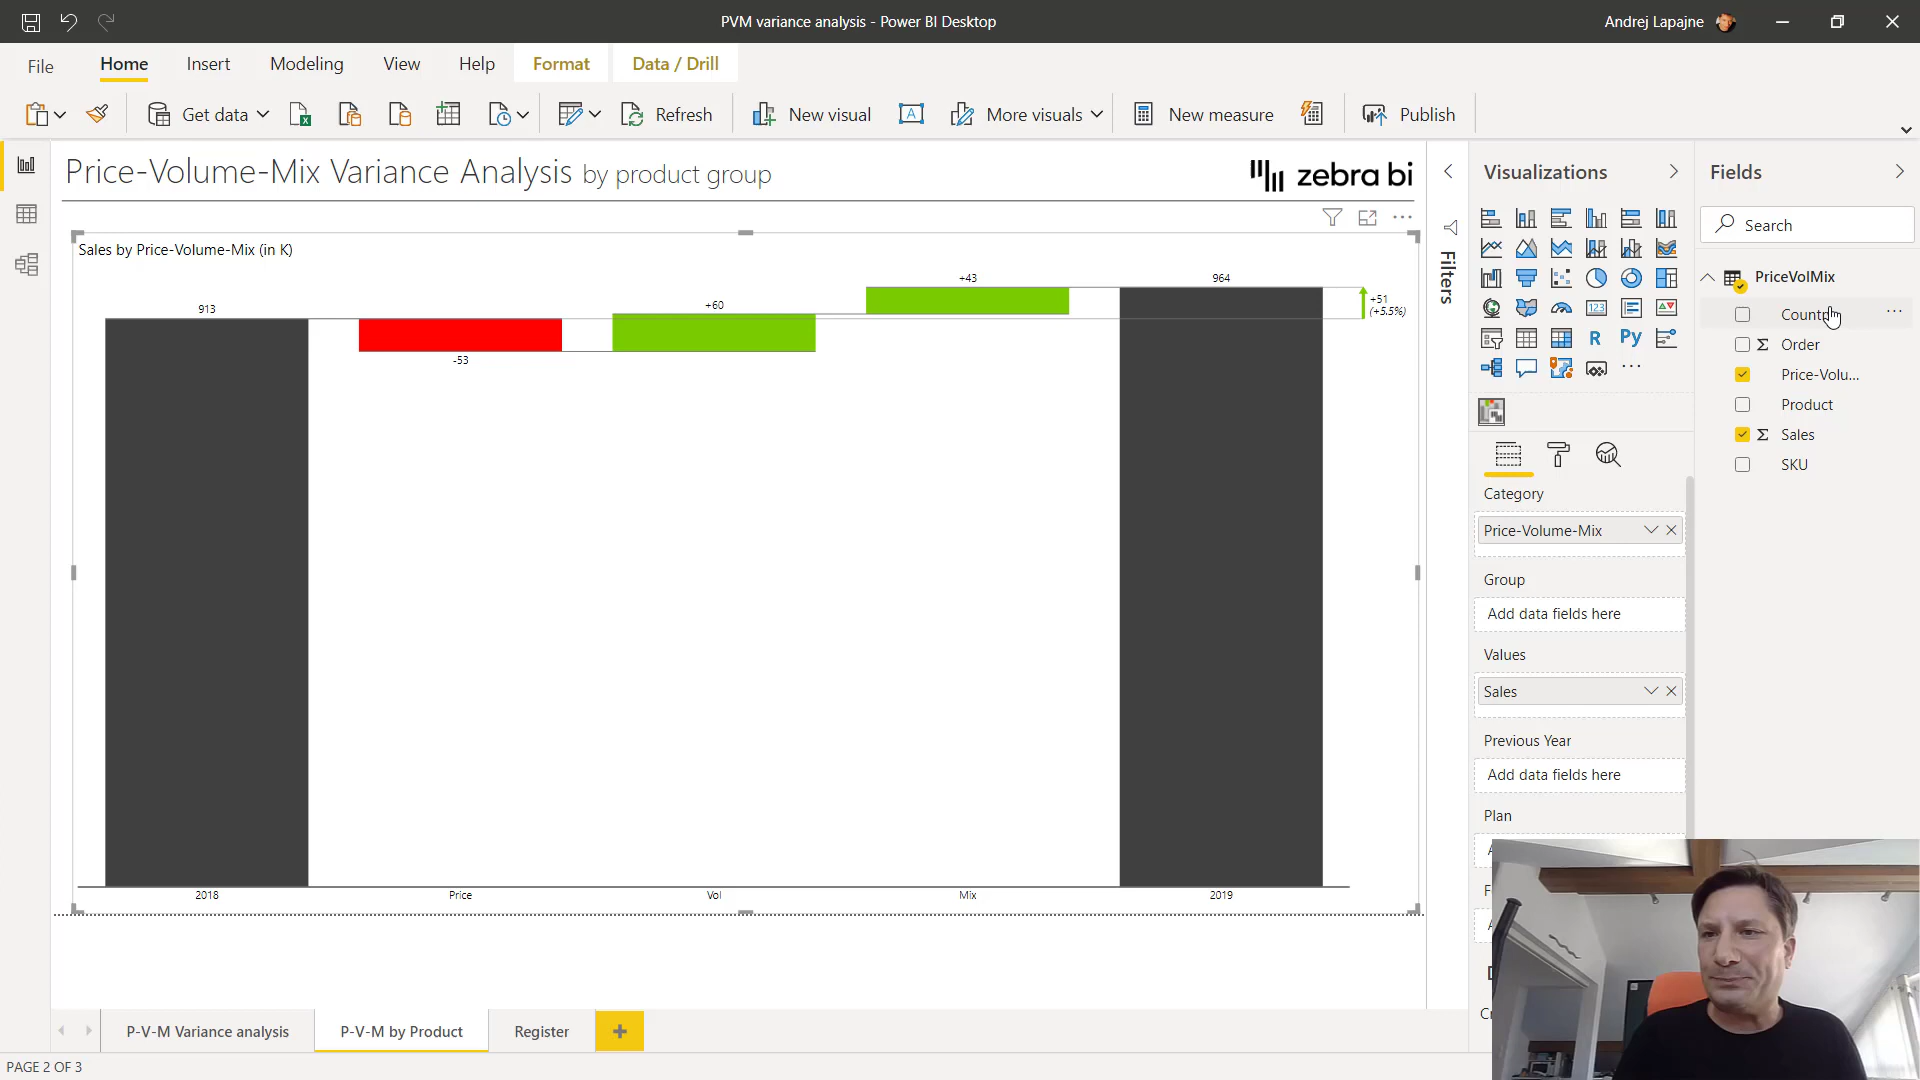 PVM variance analysis - Power BI Desktop
Andrej Lapajne
File
Home
Insert
Modeling
View
Help
Format
Data / Drill
Get data
Refresh
New visual
More visuals
New measure
Publish
Price-Volume-Mix Variance Analysis by product group
zebra bi
Sales by Price-Volume-Mix (in K)
913
-53
+60
+43
964
+51
(+5.5%)
2018
Price
Vol
Mix
2019
Filters
Visualizations
123
R
Py
Category
Price-Volume-Mix
Group
Add data fields here
Values
Sales
Previous Year
Add data fields here
Plan
Fields
Search
PriceVolMix
Order
Price-Volu...
Product
Sales
SKU
P-V-M Variance analysis
P-V-M by Product
Register
PAGE 2 OF 3